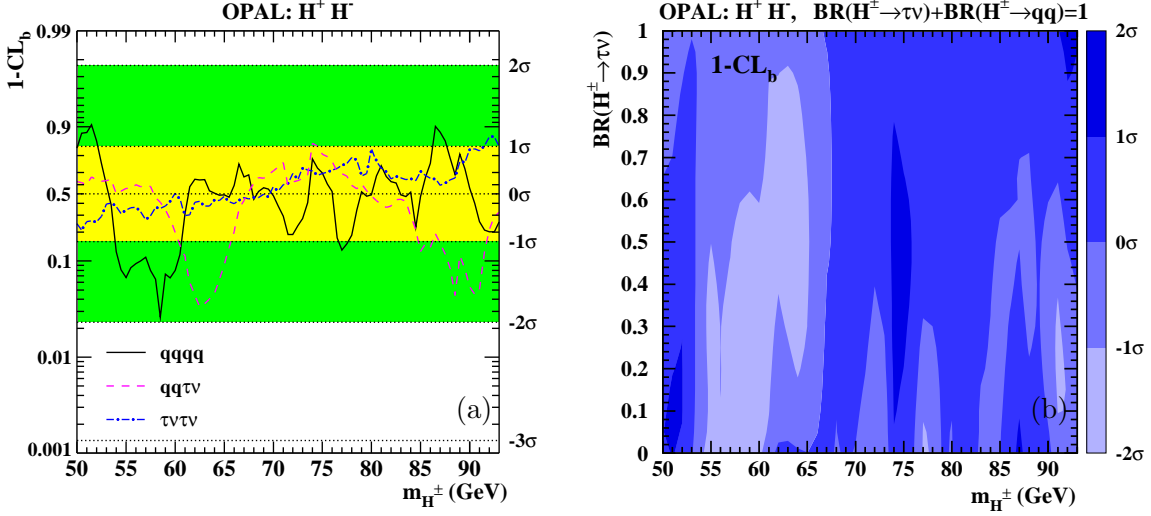 OPAL: H⁺ H⁻
1-CL_b
0.99
0.9
0.5
0.1
0.01
0.001
2σ
1σ
0σ
-1σ
-2σ
-3σ
qqqq
qqτν
τντν
(a)
50 55 60 65 70 75 80 85 90
m_H± (GeV)
OPAL: H⁺ H⁻, BR(H±→τν)+BR(H±→qq)=1
BR(H±→τν)
1-CL_b
1
0.9
0.8
0.7
0.6
0.5
0.4
0.3
0.2
0.1
0
2σ
1σ
0σ
-1σ
-2σ
(b)
50 55 60 65 70 75 80 85 90
m_H± (GeV)